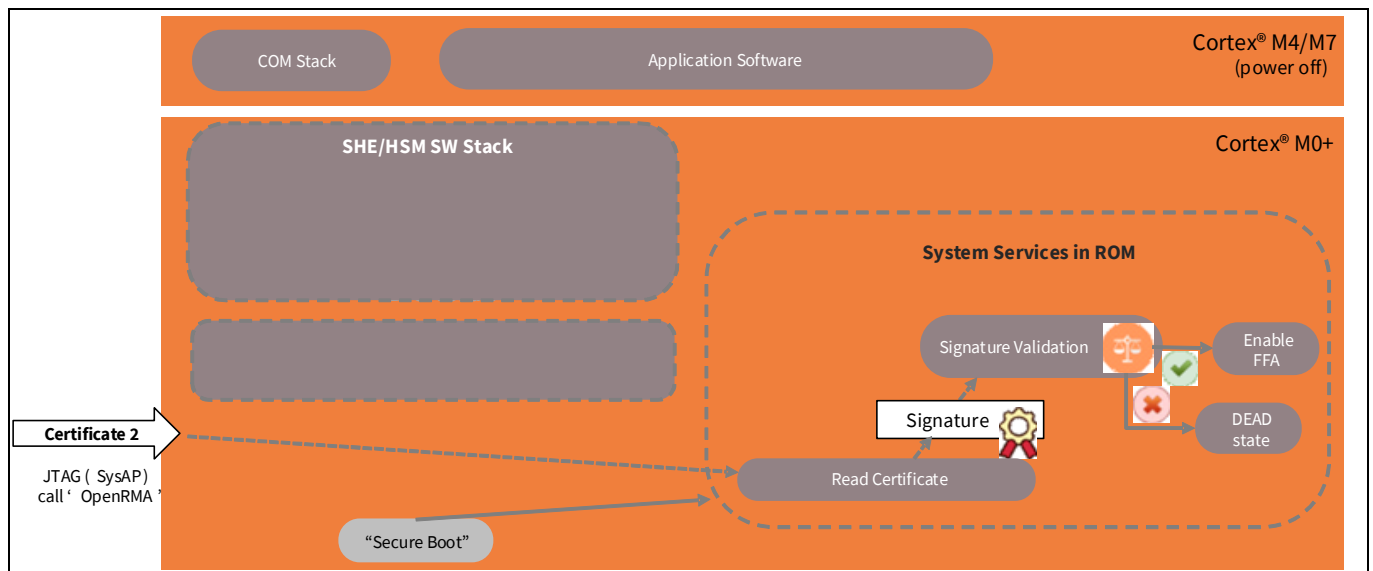 Cortex® M4/M7
(power off)
COM Stack
Application Software
Cortex® M0+
SHE/HSM SW Stack
System Services in ROM
Signature Validation
Enable
FFA
Signature
DEAD
state
Certificate 2
JTAG ( SysAP)
call ‘ OpenRMA ’
Read Certificate
“Secure Boot”